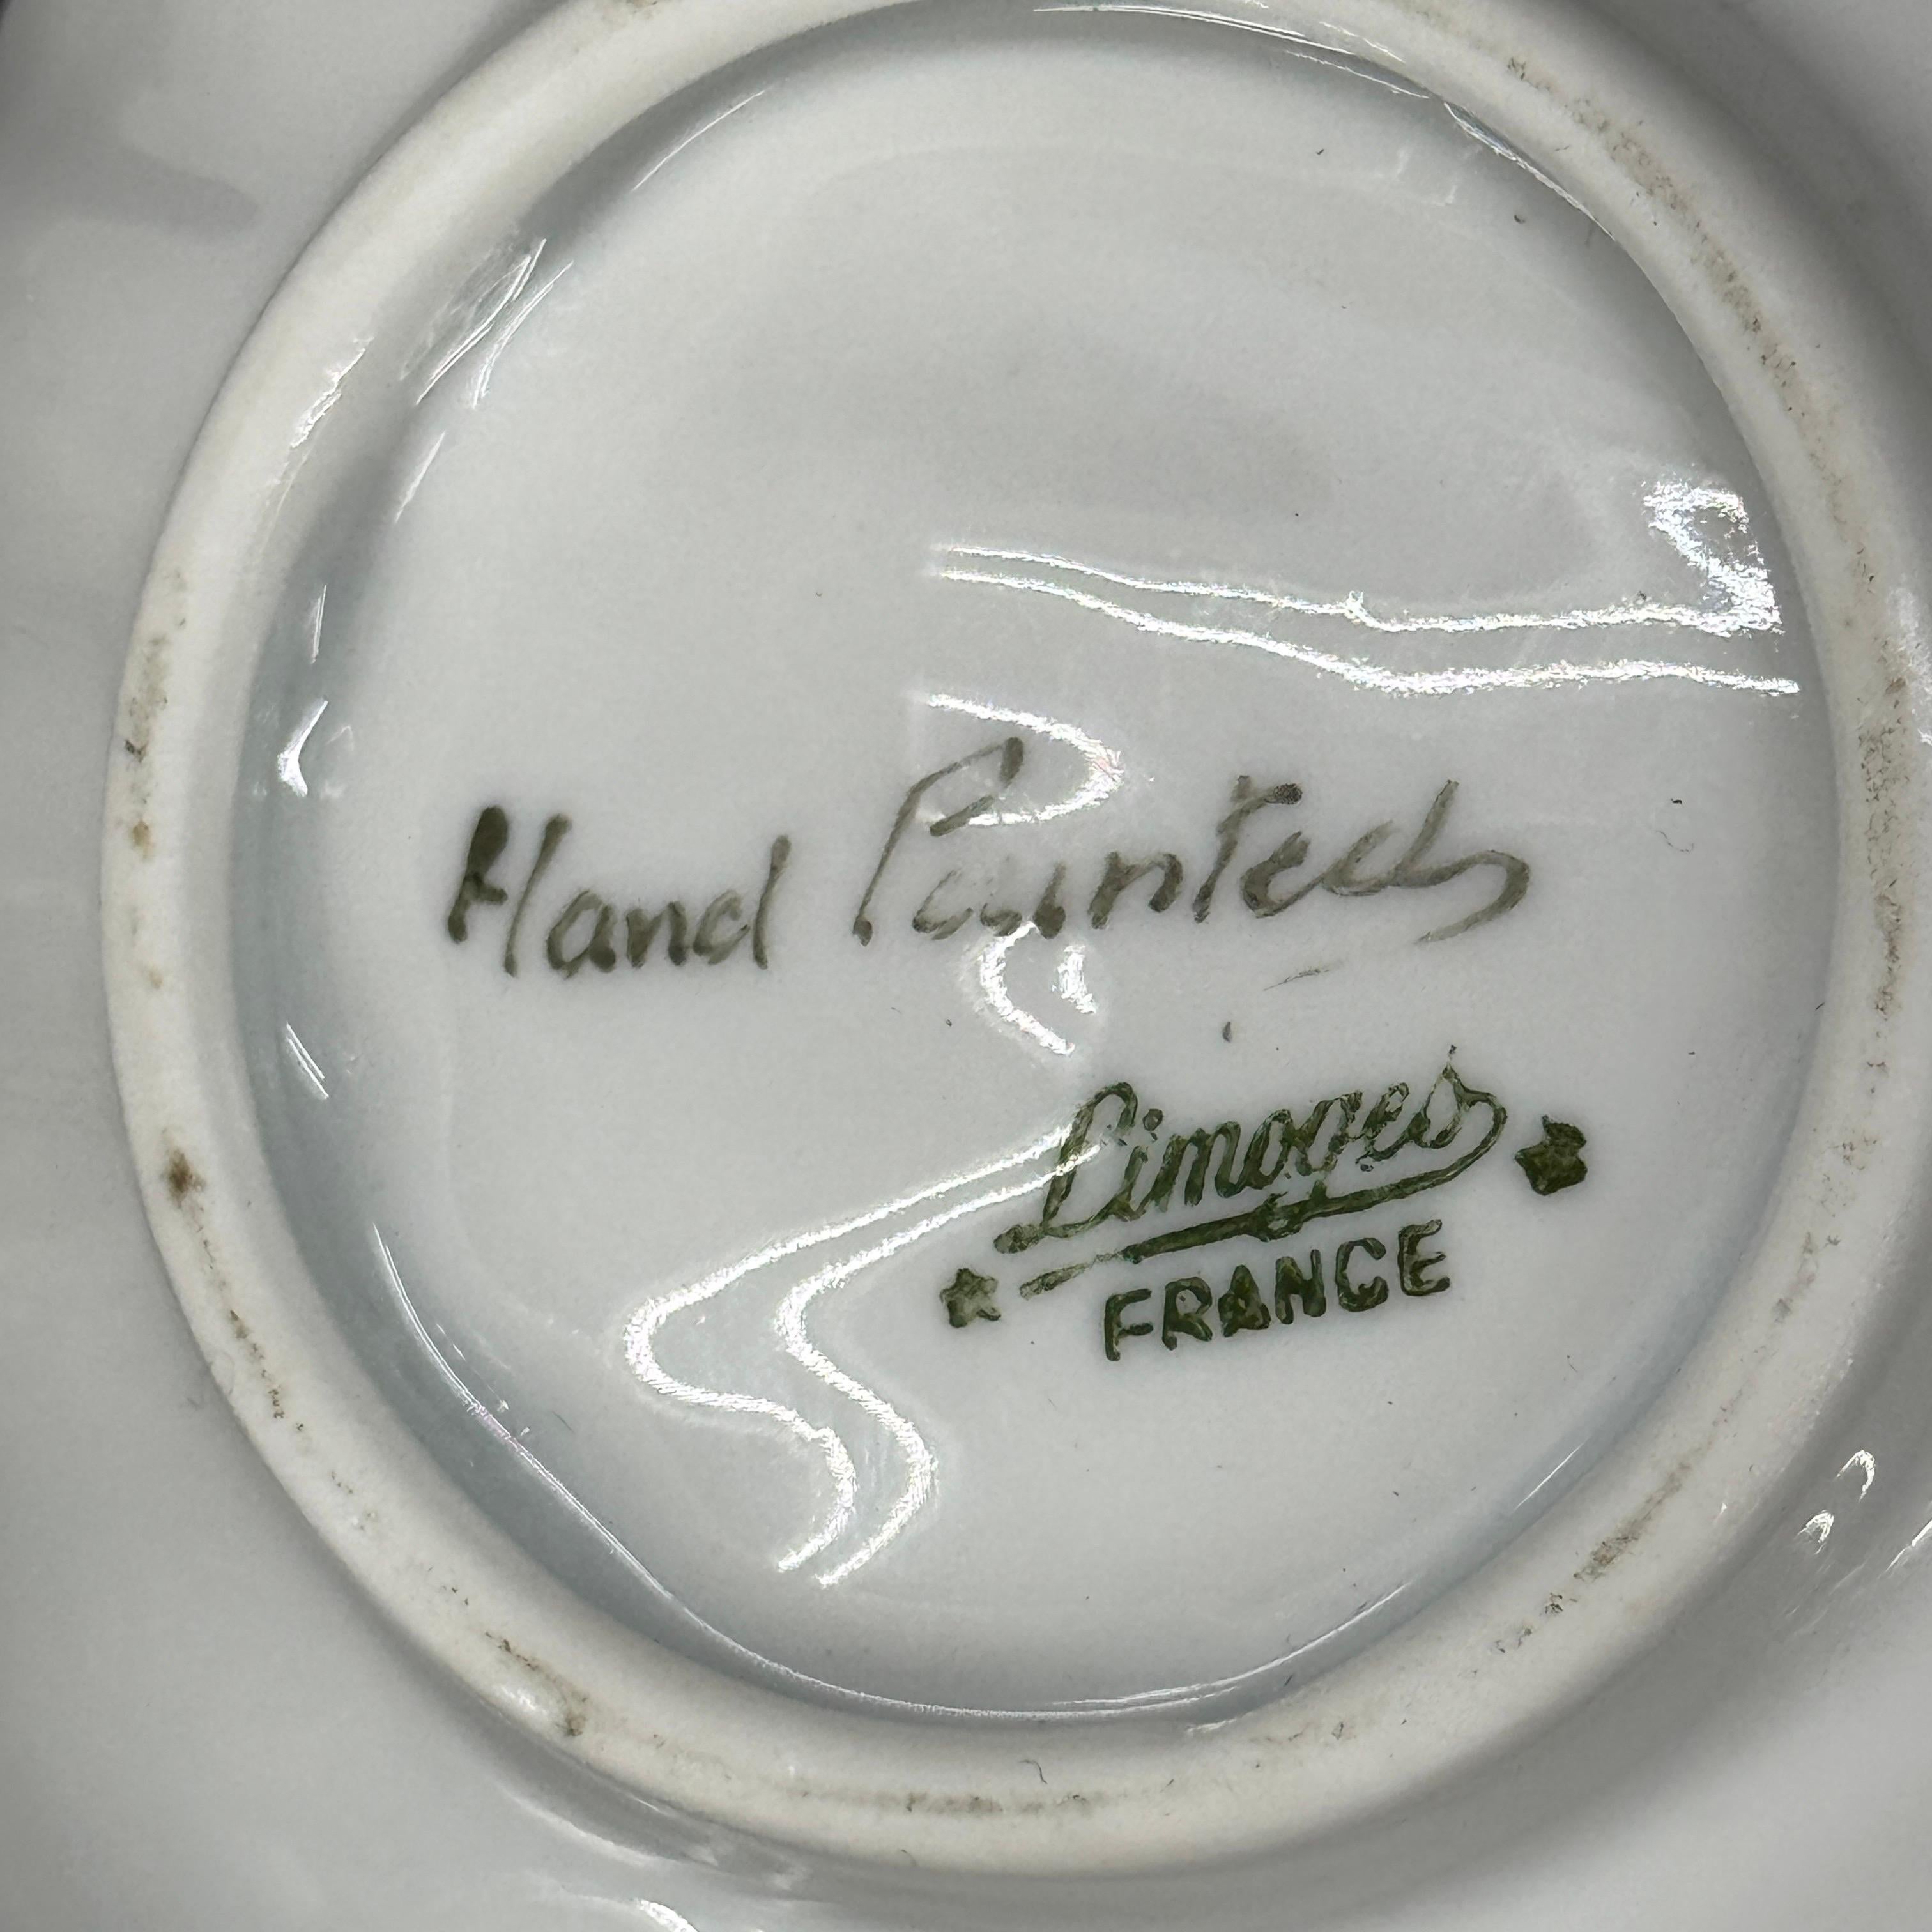 Hand Painted
Limoges
FRANCE